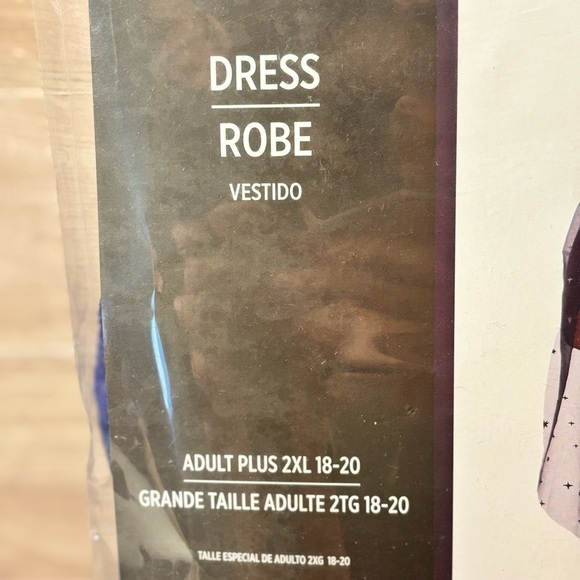 DRESS
ROBE
VESTIDO
ADULT PLUS 2XL 18-20
GRANDE TAILLE ADULTE 2TG 18-20
TALLE ESPECIAL DE ADULTO 2XG 18-20